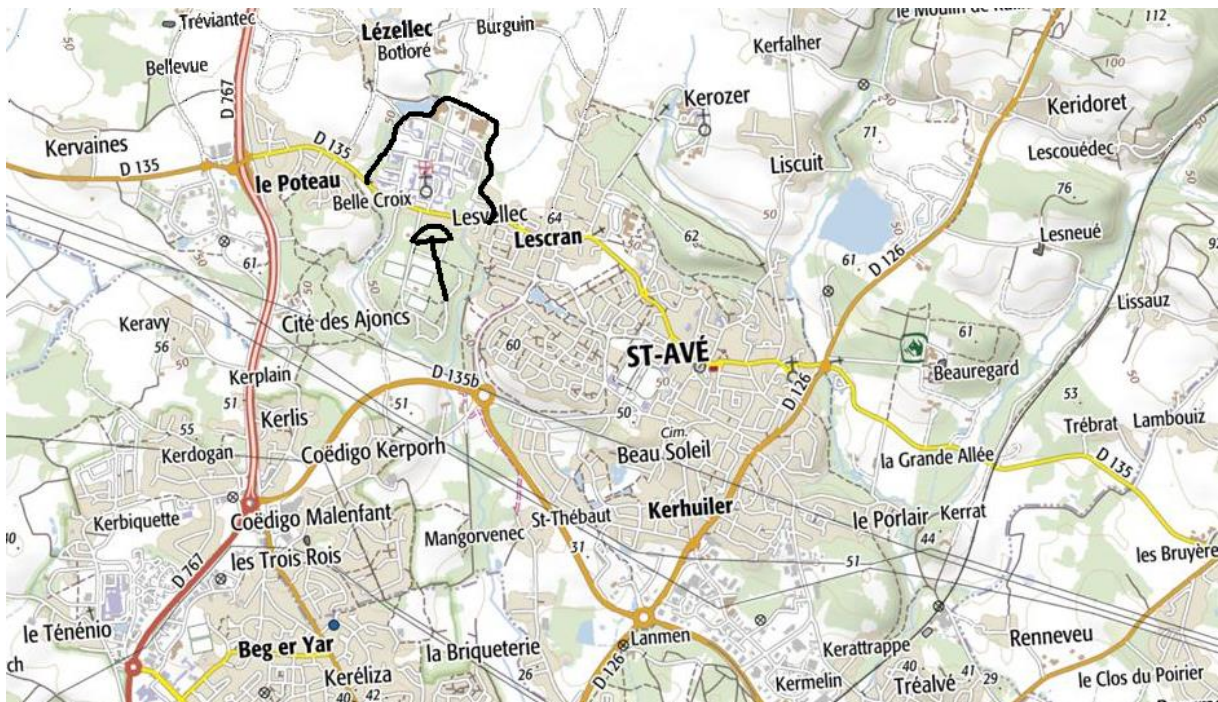 Tréviantec
Lézellec
Burguin
le Moulin de
112
Botloré
Kerfalher
Bellevue
D 767
100
Kerozer
Keridoret
Kervaines
D 135
71
Lescouédec
D 135
le Poteau
Liscuit
Belle Croix
76
Lesvellec
64
Lescran
62
Lesneué
61
61
D 126
Lissauz
Keravy
Cité des Ajoncs
56
60
ST-AVÉ
61
Kerplain
D 135b
Beauregard
51
51
50
53
Kerlis
D 126
Trébrat
Lambouiz
55
Cim.
Kerdogan
Coëdigo Kerporh
Beau Soleil
la Grande Allée
D 135
Kerbiquette
Coëdigo Malenfant
St-Thébaut
Kerhuiler
le Porlair
Kerrat
Mangorvenec
44
les Trois Rois
31
51
les Bruyère
D 767
le Ténénio
Lanmen
Renneveu
Beg er Yar
la Briqueterie
Kerattrappe
ch
Keréliza
D 126
40
41
26
Kermelin
Tréalvé
29
le Clos du Poirier
40
42